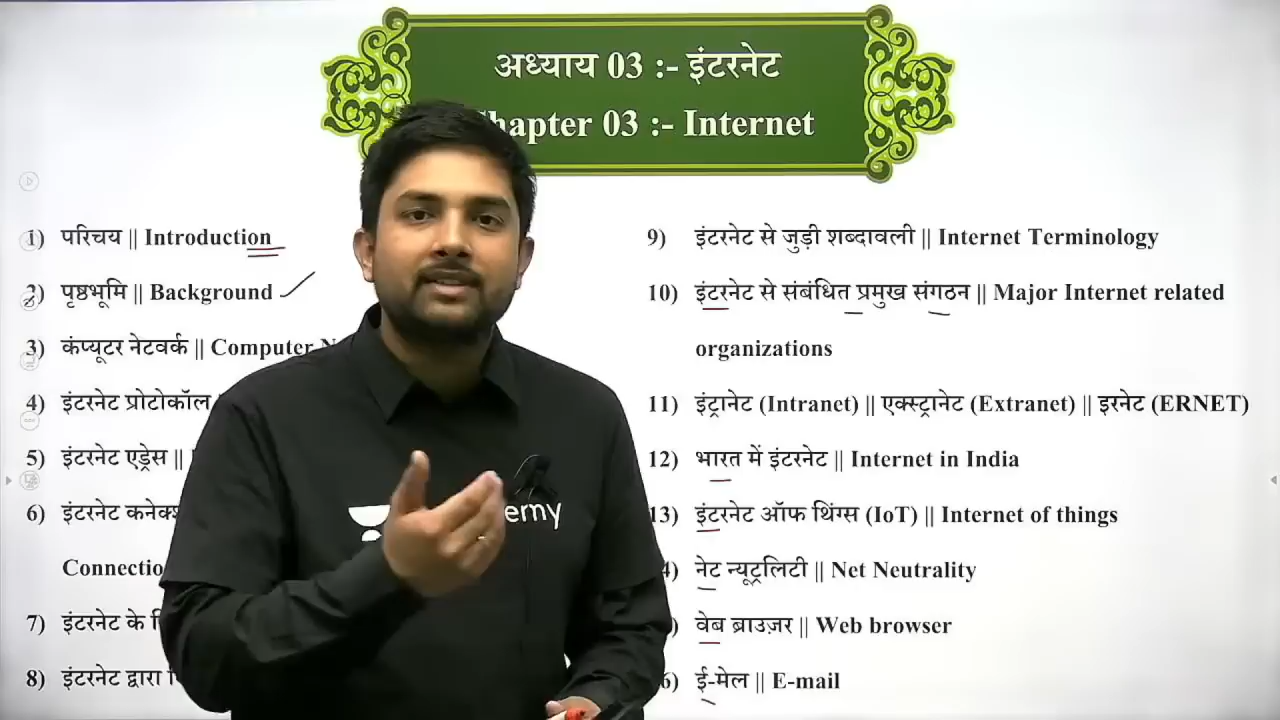 अध्याय 03 :- इंटरनेट
hapter 03 :- Internet
1) परिचय || Introduction
2) पृष्ठभूमि || Background
3) कंप्यूटर नेटवर्क || Computer N
4) इंटरनेट प्रोटोकॉल
5) इंटरनेट एड्रेस ||
6) इंटरनेट कनेक्श
Connectio
7) इंटरनेट के
8) इंटरनेट द्वारा
9) इंटरनेट से जुड़ी शब्दावली || Internet Terminology
10) इंटरनेट से संबंधित प्रमुख संगठन || Major Internet related
organizations
11) इंट्रानेट (Intranet) || एक्स्ट्रानेट (Extranet) || इरनेट (ERNET)
12) भारत में इंटरनेट || Internet in India
13) इंटरनेट ऑफ थिंग्स (IoT) || Internet of things
4) नेट न्यूट्रलिटी || Net Neutrality
) वेब ब्राउज़र || Web browser
6) ई-मेल || E-mail
emy